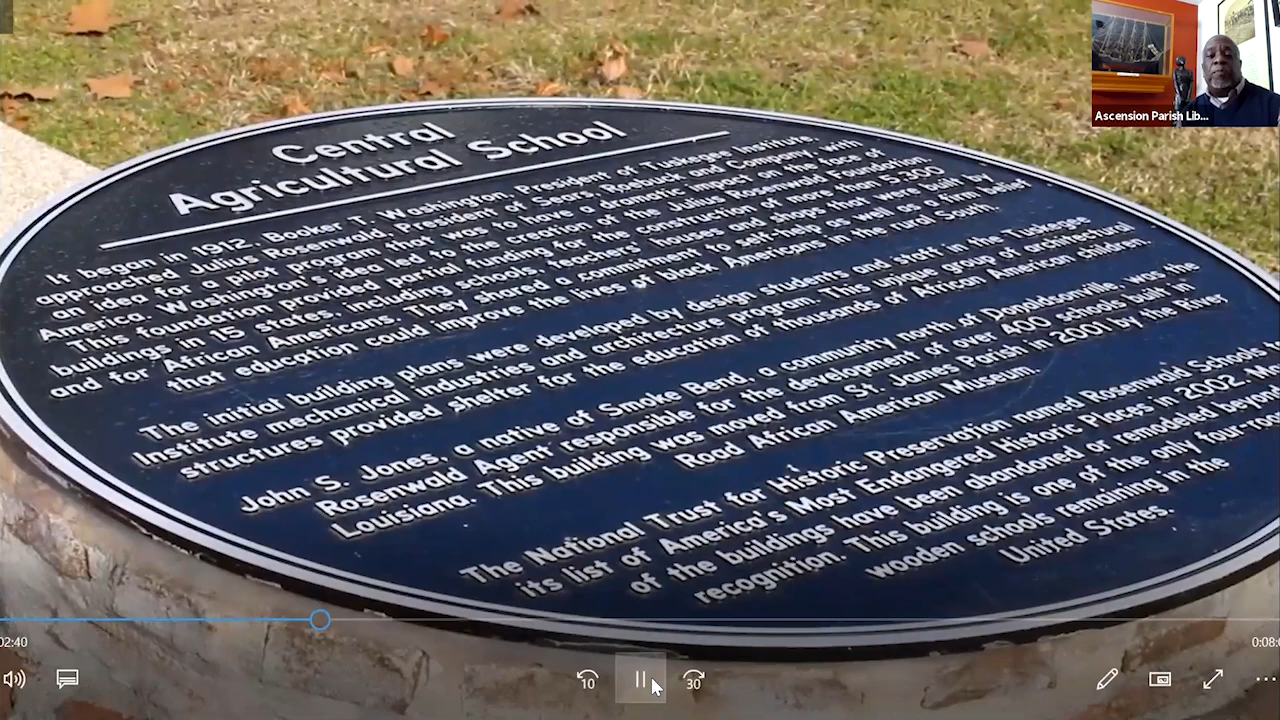 Central
Agricultural School
It began in 1912. Booker T. Washington, President of Tuskegee Institute,
approached Julius Rosenwald, President of Sears Roebuck and Company, with
an idea for a pilot program that was to have a dramatic impact on the face of
America. Washington's idea led to the creation of the Julius Rosenwald Foundation.
This foundation provided partial funding for the construction of more than 5,300
buildings in 15 states, including schools, teachers' houses and shops that were built by
and for African Americans. They shared a commitment to self-help as well as a firm belief
that education could improve the lives of black Americans in the rural South.
The initial building plans were developed by design students and staff in the Tuskegee
Institute mechanical industries and architecture program. This unique group of architectural
structures provided shelter for the education of thousands of African American children.
John S. Jones, a native of Smoke Bend, a community north of Donaldsonville, was the
Rosenwald Agent responsible for the development of over 400 schools built in
Louisiana. This building was moved from St. James Parish in 2001 by the River
Road African American Museum.
The National Trust for Historic Preservation named Rosenwald Schools
its list of America's Most Endangered Historic Places in 2002.
of the buildings have been abandoned or remodeled beyond
recognition. This building is one of the only
wooden schools remaining in the
United States.
Ascension Parish Lib...
02:40
10
30